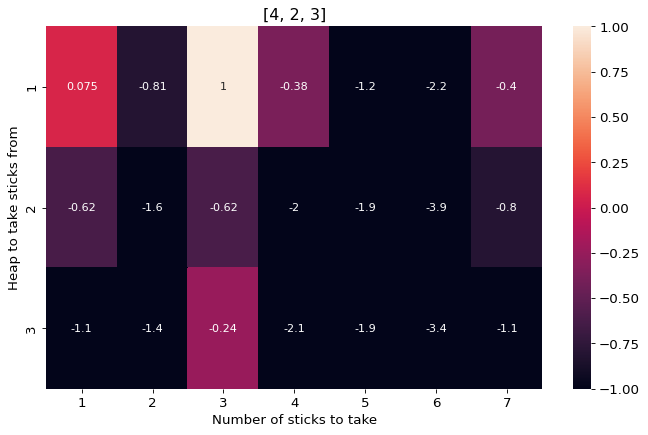 [4, 2, 3]
Heap to take sticks from
1
0.075 -0.81 1 -0.38 -1.2 -2.2 -0.4
2
-0.62 -1.6 -0.62 -2 -1.9 -3.9 -0.8
3
-1.1 -1.4 -0.24 -2.1 -1.9 -3.4 -1.1
1 2 3 4 5 6 7
Number of sticks to take
1.00
0.75
0.50
0.25
0.00
−0.25
−0.50
−0.75
−1.00